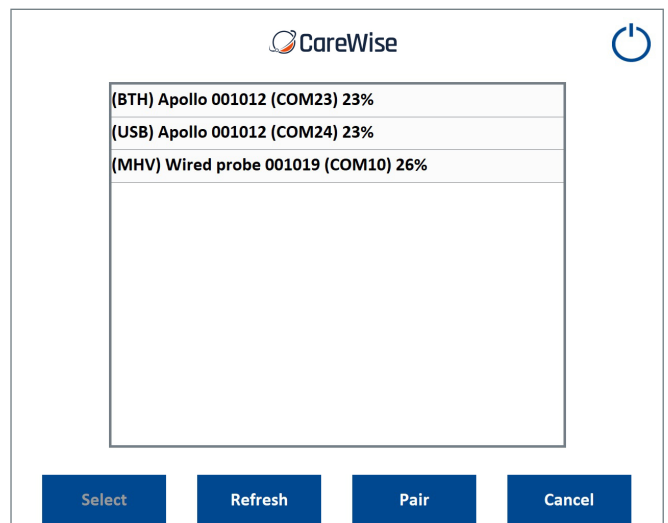 CareWise
(BTH) Apollo 001012 (COM23) 23%
(USB) Apollo 001012 (COM24) 23%
(MHV) Wired probe 001019 (COM10) 26%
Select Refresh Pair Cancel